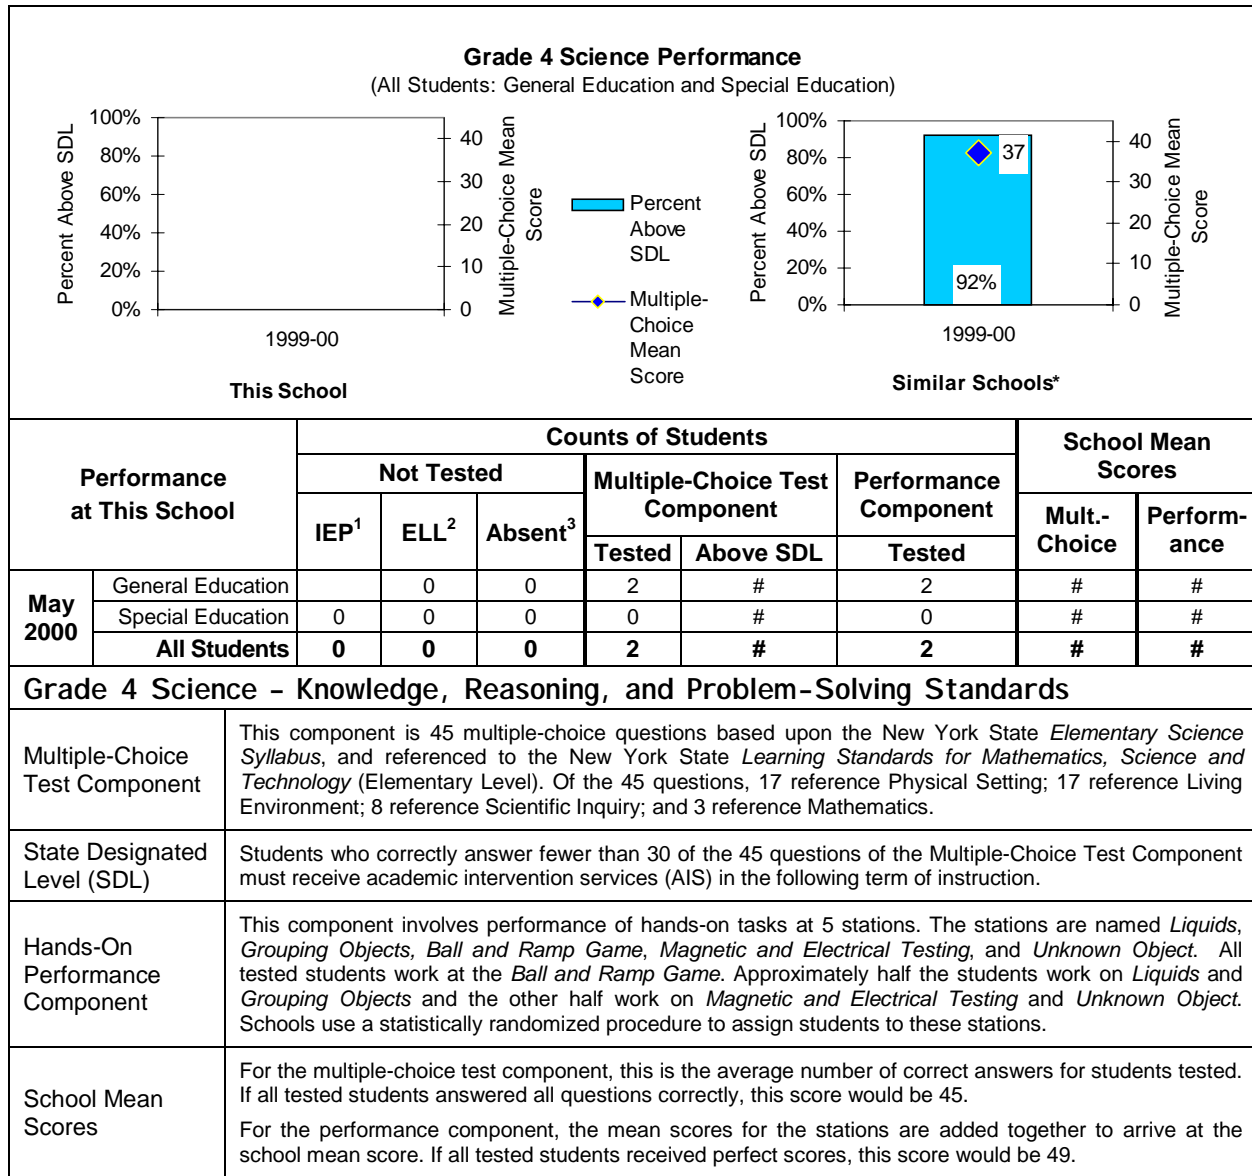 Grade 4 Science Performance
(All Students: General Education and Special Education)
Percent Above SDL
100%
80%
60%
40%
20%
0%
40
30
20
10
0
Multiple-Choice Mean
Score
1999-00
This School
Percent
Above
SDL
Multiple-
Choice
Mean
Score
Percent Above SDL
100%
80%
60%
40%
20%
0%
37
92%
40
30
20
10
0
Multiple-Choice Mean
Score
1999-00
Similar Schools*
Performance
at This School
Counts of Students
School Mean
Scores
Not Tested
Multiple-Choice Test
Component
Performance
Component
IEP1
ELL2
Absent3
Mult.-
Choice
Perform-
ance
Tested
Above SDL
Tested
May
2000
General Education 0 0 2 # 2 # #
Special Education 0 0 0 0 # 0 # #
All Students 0 0 0 2 # 2 # #
Grade 4 Science – Knowledge, Reasoning, and Problem-Solving Standards
Multiple-Choice
Test Component
This component is 45 multiple-choice questions based upon the New York State Elementary Science
Syllabus, and referenced to the New York State Learning Standards for Mathematics, Science and
Technology (Elementary Level). Of the 45 questions, 17 reference Physical Setting; 17 reference Living
Environment; 8 reference Scientific Inquiry; and 3 reference Mathematics.
State Designated
Level (SDL)
Students who correctly answer fewer than 30 of the 45 questions of the Multiple-Choice Test Component
must receive academic intervention services (AIS) in the following term of instruction.
Hands-On
Performance
Component
This component involves performance of hands-on tasks at 5 stations. The stations are named Liquids,
Grouping Objects, Ball and Ramp Game, Magnetic and Electrical Testing, and Unknown Object. All
tested students work at the Ball and Ramp Game. Approximately half the students work on Liquids and
Grouping Objects and the other half work on Magnetic and Electrical Testing and Unknown Object.
Schools use a statistically randomized procedure to assign students to these stations.
School Mean
Scores
For the multiple-choice test component, this is the average number of correct answers for students tested.
If all tested students answered all questions correctly, this score would be 45.
For the performance component, the mean scores for the stations are added together to arrive at the
school mean score. If all tested students received perfect scores, this score would be 49.